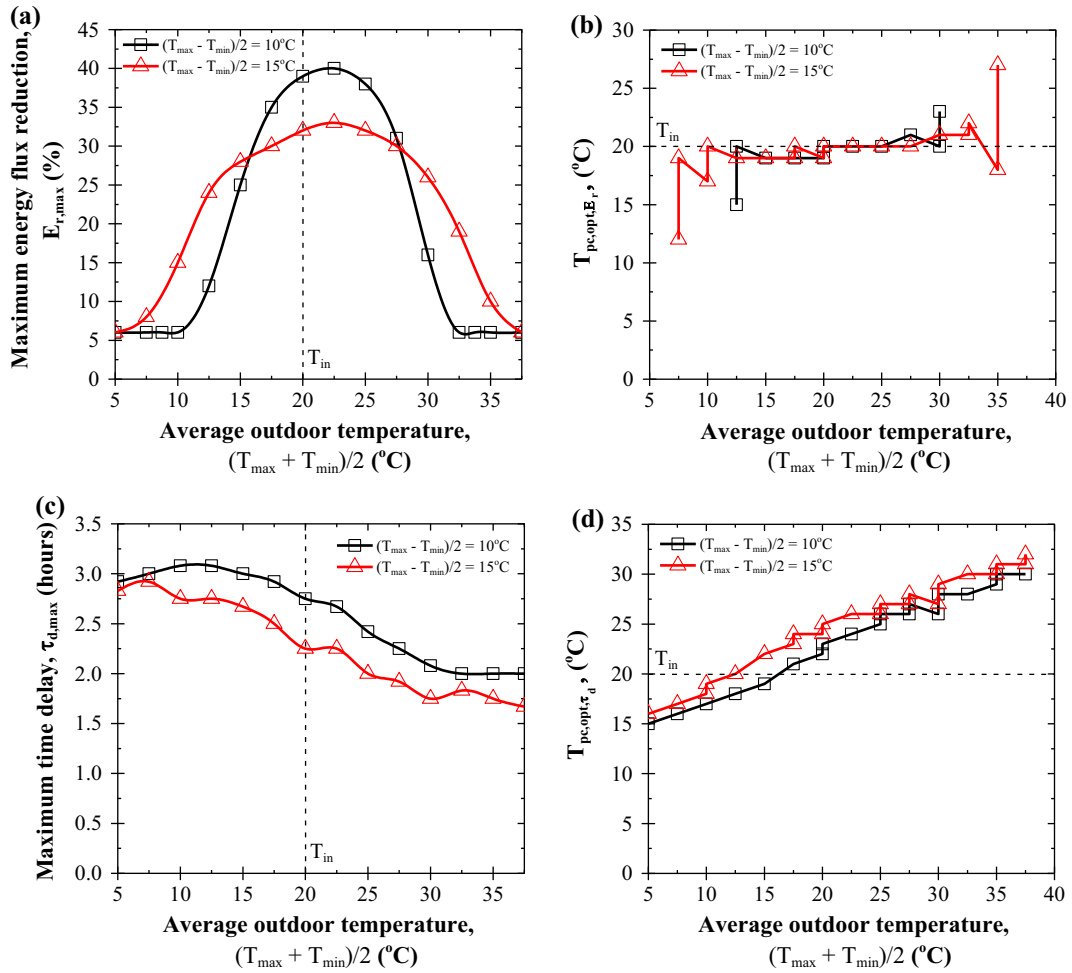 (a)
Maximum energy flux reduction,
E_r,max (%)
45
40
35
30
25
20
15
10
5
0
(T_max - T_min)/2 = 10°C
(T_max - T_min)/2 = 15°C
T_in
5
10
15
20
25
30
35
Average outdoor temperature,
(T_max + T_min)/2 (°C)
(b)
T_pc,opt,E_r, (°C)
30
25
20
15
10
5
0
(T_max - T_min)/2 = 10°C
(T_max - T_min)/2 = 15°C
T_in
5
10
15
20
25
30
35
40
Average outdoor temperature,
(T_max + T_min)/2 (°C)
(c)
Maximum time delay, τ_d,max (hours)
3.5
3.0
2.5
2.0
1.5
1.0
0.5
0.0
(T_max - T_min)/2 = 10°C
(T_max - T_min)/2 = 15°C
T_in
5
10
15
20
25
30
35
Average outdoor temperature,
(T_max + T_min)/2 (°C)
(d)
T_pc,opt,τ_d, (°C)
35
30
25
20
15
10
5
0
(T_max - T_min)/2 = 10°C
(T_max - T_min)/2 = 15°C
T_in
5
10
15
20
25
30
35
40
Average outdoor temperature,
(T_max + T_min)/2 (°C)